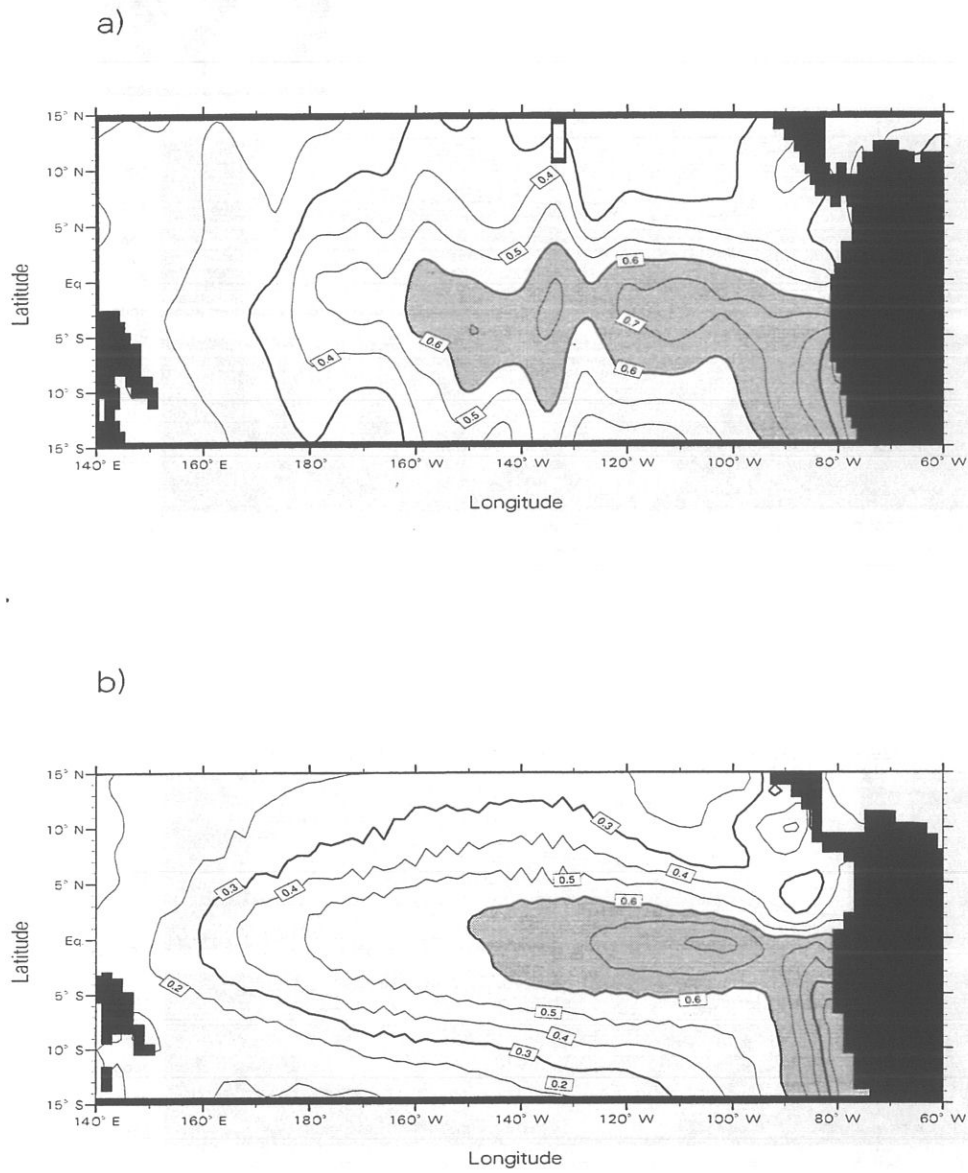 a)
15° N
10° N
5° N
Eq
5° S
10° S
15° S
Latitude
0.4
0.5
0.6
0.7
0.6
0.4
0.6
0.5
140° E
160° E
180°
160° W
140° W
120° W
100° W
80° W
60° W
Longitude
b)
15° N
10° N
5° N
Eq
5° S
10° S
15° S
Latitude
0.3
0.3
0.4
0.4
0.5
0.6
0.2
0.6
0.5
0.4
0.3
0.2
140° E
160° E
180°
160° W
140° W
120° W
100° W
80° W
60° W
Longitude